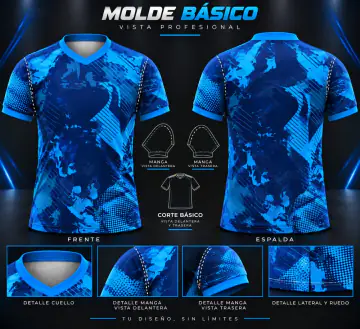 MOLDE BÁSICO
VISTA PROFESIONAL
MANGA
VISTA DELANTERA
MANGA
VISTA TRASERA
CORTE BÁSICO
VISTA DELANTERA
Y TRASERA
FRENTE
ESPALDA
DETALLE CUELLO
DETALLE MANGA
VISTA DELANTERA
DETALLE MANGA
VISTA TRASERA
DETALLE LATERAL Y RUEDO
TU DISEÑO, SIN LÍMITES